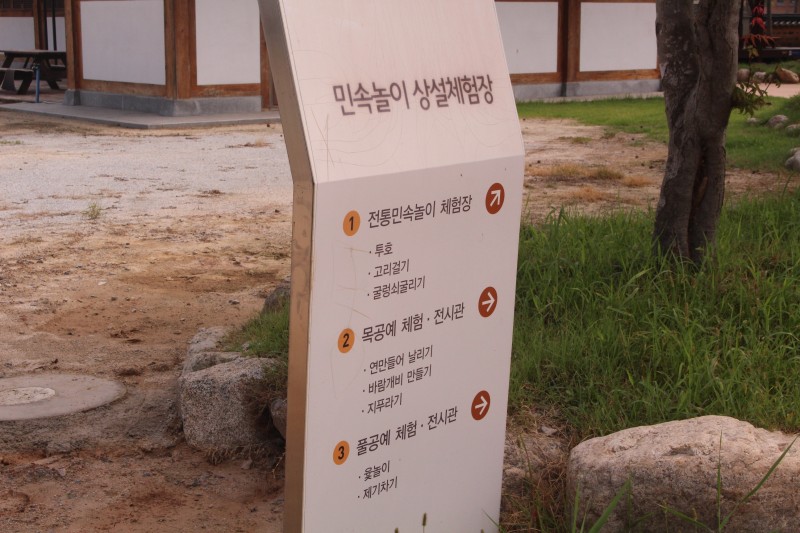 민속놀이 상설체험장
1 전통민속놀이 체험장
· 투호
· 고리걸기
· 굴렁쇠굴리기
2 목공예 체험 · 전시관
· 연만들어 날리기
· 바람개비 만들기
· 지푸라기
3 풀공예 체험 · 전시관
· 윷놀이
· 제기차기